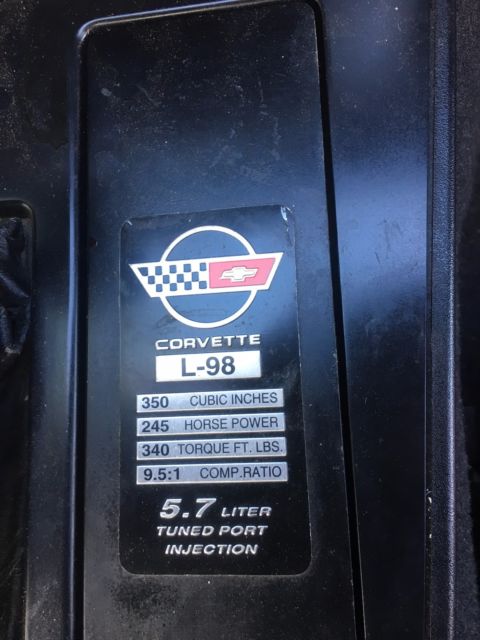 CORVETTE
L-98
350 CUBIC INCHES
245 HORSE POWER
340 TORQUE FT. LBS.
9.5:1 COMP.RATIO
5.7 LITER
TUNED PORT
INJECTION